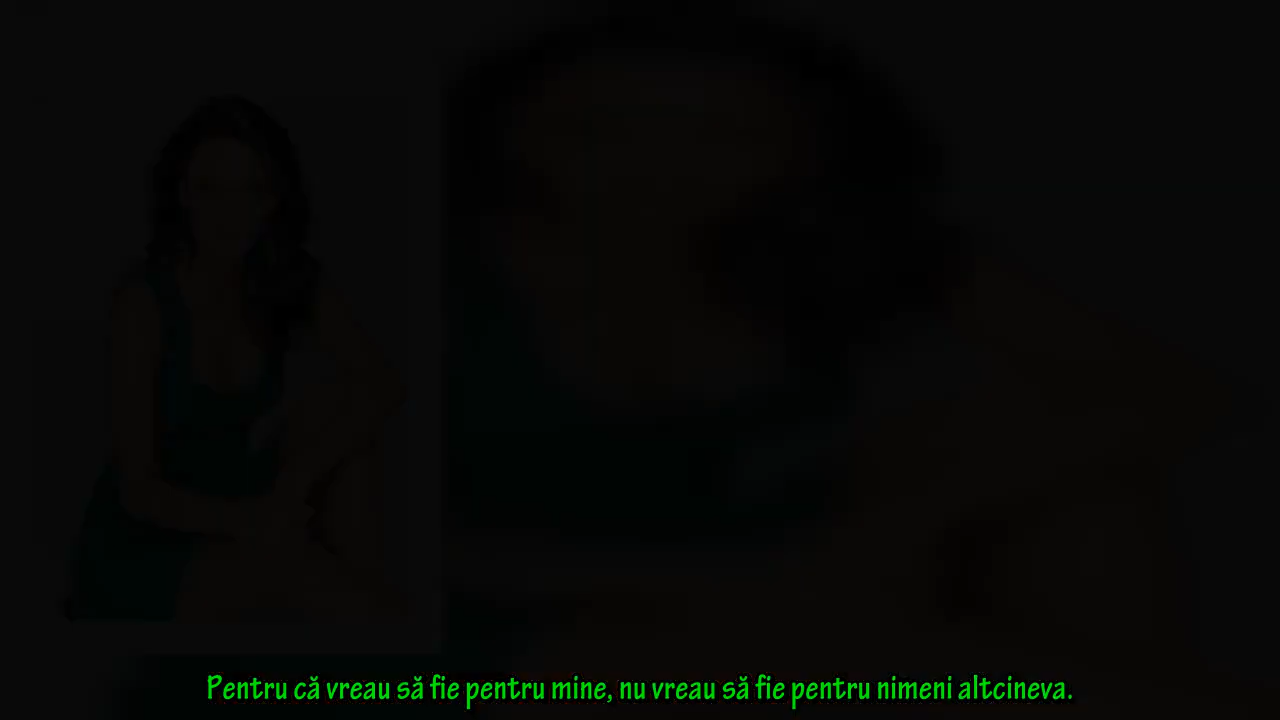 Pentru că vreau să fie pentru mine, nu vreau să fie pentru nimeni altcineva.